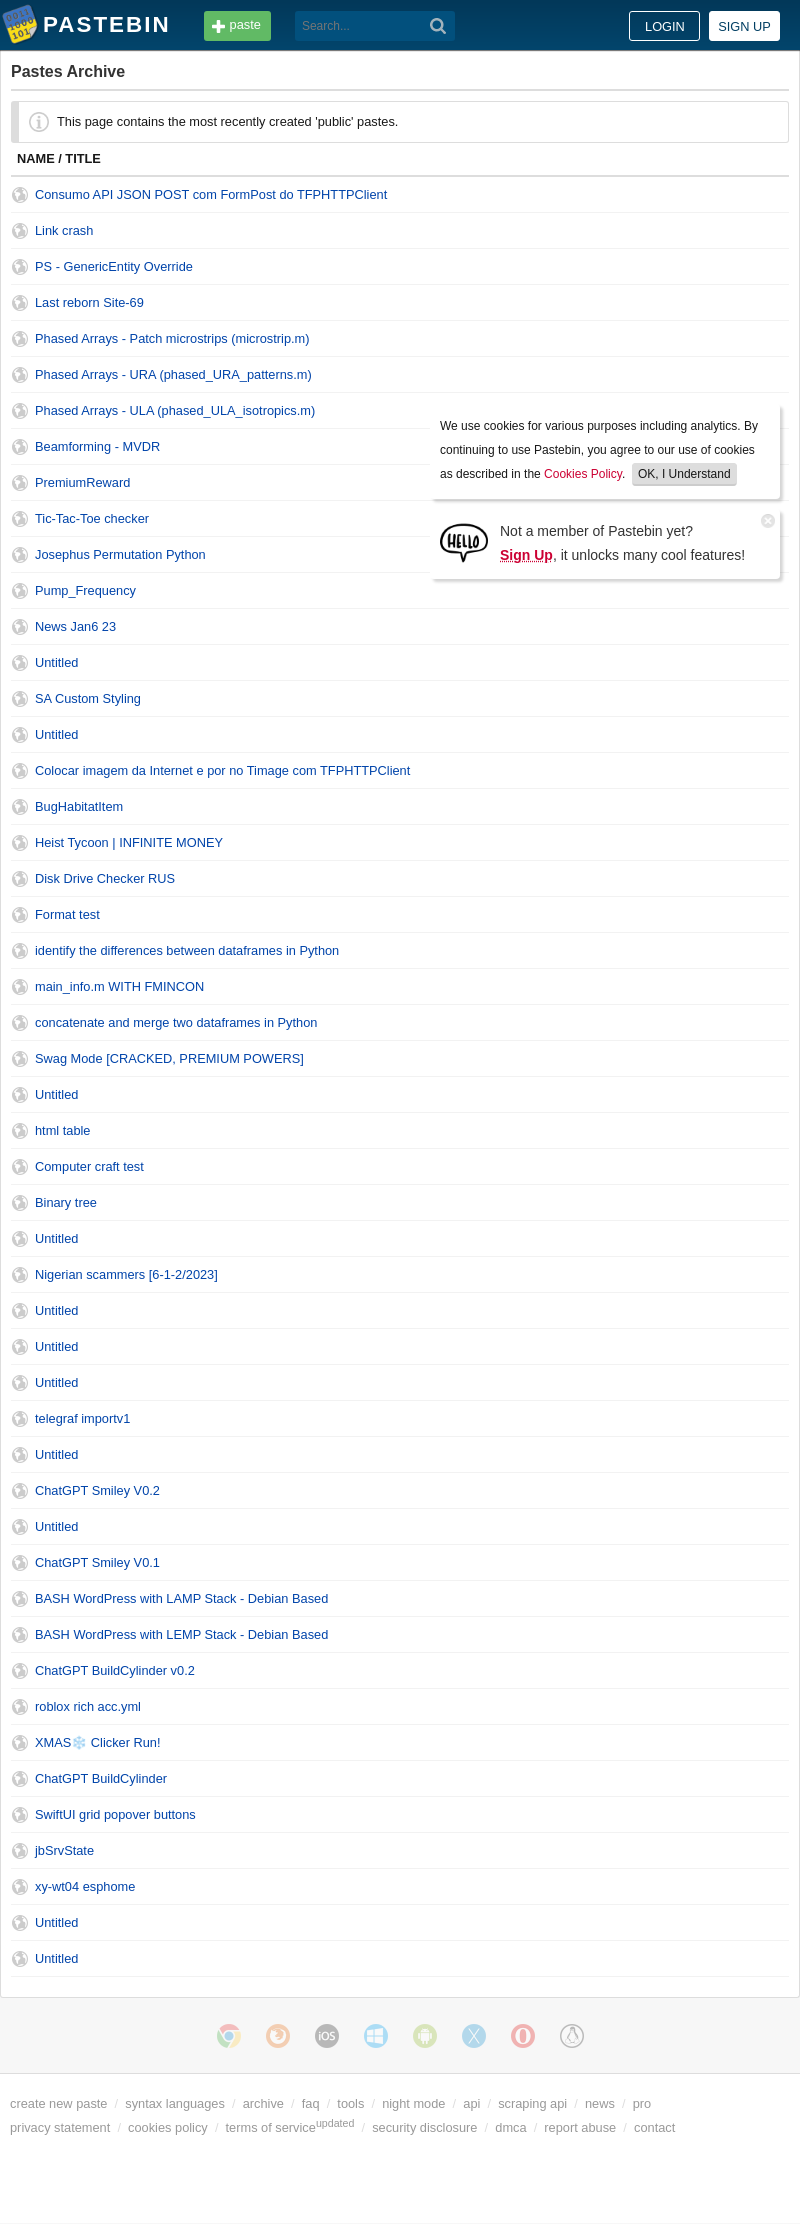 PASTEBIN paste Search... LOGIN SIGN UP
Pastes Archive
This page contains the most recently created 'public' pastes.
NAME / TITLE
Consumo API JSON POST com FormPost do TFPHTTPClient
Link crash
PS - GenericEntity Override
Last reborn Site-69
Phased Arrays - Patch microstrips (microstrip.m)
Phased Arrays - URA (phased_URA_patterns.m)
Phased Arrays - ULA (phased_ULA_isotropics.m)
Beamforming - MVDR
PremiumReward
Tic-Tac-Toe checker
Josephus Permutation Python
We use cookies for various purposes including analytics. By
continuing to use Pastebin, you agree to our use of cookies
as described in the Cookies Policy. OK, I Understand
HELLO
Not a member of Pastebin yet?
Sign Up, it unlocks many cool features!
Pump_Frequency
News Jan6 23
Untitled
SA Custom Styling
Untitled
Colocar imagem da Internet e por no Timage com TFPHTTPClient
BugHabitatItem
Heist Tycoon | INFINITE MONEY
Disk Drive Checker RUS
Format test
identify the differences between dataframes in Python
main_info.m WITH FMINCON
concatenate and merge two dataframes in Python
Swag Mode [CRACKED, PREMIUM POWERS]
Untitled
html table
Computer craft test
Binary tree
Untitled
Nigerian scammers [6-1-2/2023]
Untitled
Untitled
Untitled
telegraf importv1
Untitled
ChatGPT Smiley V0.2
Untitled
ChatGPT Smiley V0.1
BASH WordPress with LAMP Stack - Debian Based
BASH WordPress with LEMP Stack - Debian Based
ChatGPT BuildCylinder v0.2
roblox rich acc.yml
XMAS❄️ Clicker Run!
ChatGPT BuildCylinder
SwiftUI grid popover buttons
jbSrvState
xy-wt04 esphome
Untitled
Untitled
iOS
create new paste / syntax languages / archive / faq / tools / night mode / api / scraping api / news / pro
privacy statement / cookies policy / terms of service updated / security disclosure / dmca / report abuse / contact